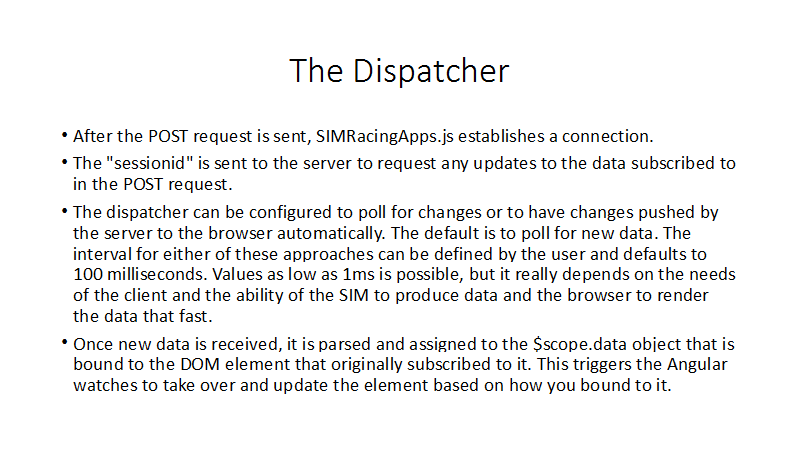 The Dispatcher
• After the POST request is sent, SIMRacingApps.js establishes a connection.
• The "sessionid" is sent to the server to request any updates to the data subscribed to
in the POST request.
• The dispatcher can be configured to poll for changes or to have changes pushed by
the server to the browser automatically. The default is to poll for new data. The
interval for either of these approaches can be defined by the user and defaults to
100 milliseconds. Values as low as 1ms is possible, but it really depends on the needs
of the client and the ability of the SIM to produce data and the browser to render
the data that fast.
• Once new data is received, it is parsed and assigned to the $scope.data object that is
bound to the DOM element that originally subscribed to it. This triggers the Angular
watches to take over and update the element based on how you bound to it.